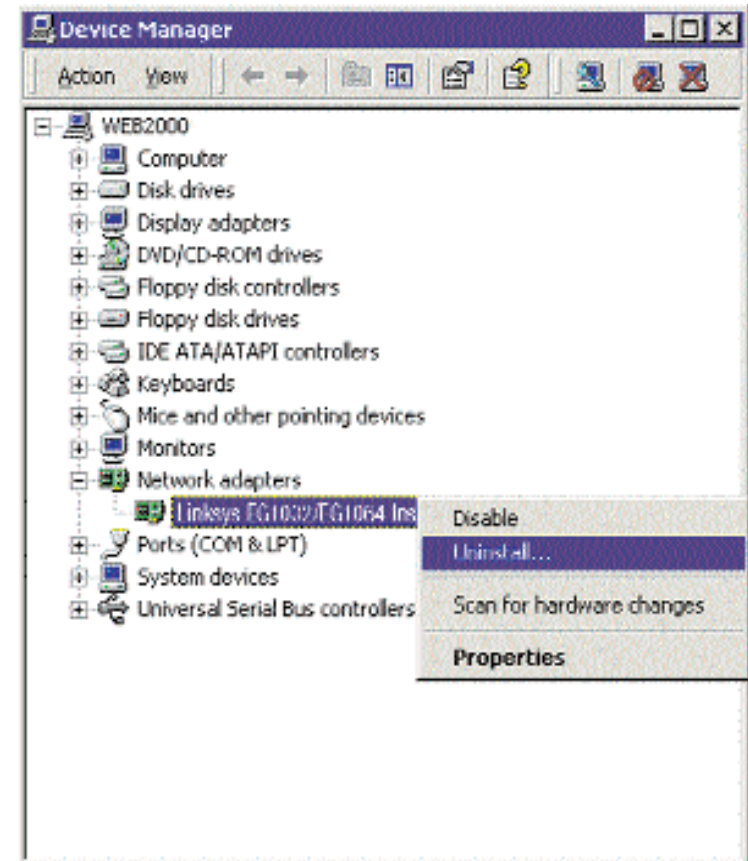 Device Manager
Action View
WEB2000
Computer
Disk drives
Display adapters
DVD/CD-ROM drives
Floppy disk controllers
Floppy disk drives
IDE ATA/ATAPI controllers
Keyboards
Mice and other pointing devices
Monitors
Network adapters
Linksys EG1032/EG1064 Ins
Ports (COM & LPT)
System devices
Universal Serial Bus controllers
Disable
Uninstall...
Scan for hardware changes
Properties